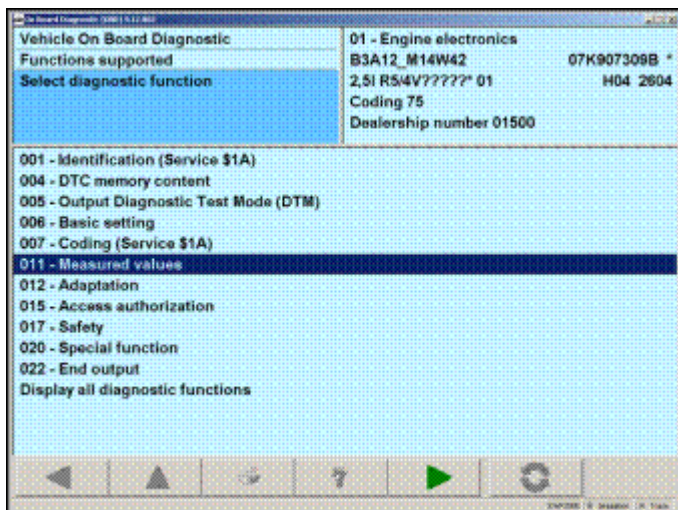 Vehicle On Board Diagnostic
Functions supported
Select diagnostic function
01 - Engine electronics
B3A12_M14W42 07K907309B *
2,5l R5/4V?????* 01 H04 2604
Coding 75
Dealership number 01500
001 - Identification (Service $1A)
004 - DTC memory content
005 - Output Diagnostic Test Mode (DTM)
006 - Basic setting
007 - Coding (Service $1A)
011 - Measured values
012 - Adaptation
015 - Access authorization
017 - Safety
020 - Special function
022 - End output
Display all diagnostic functions
?